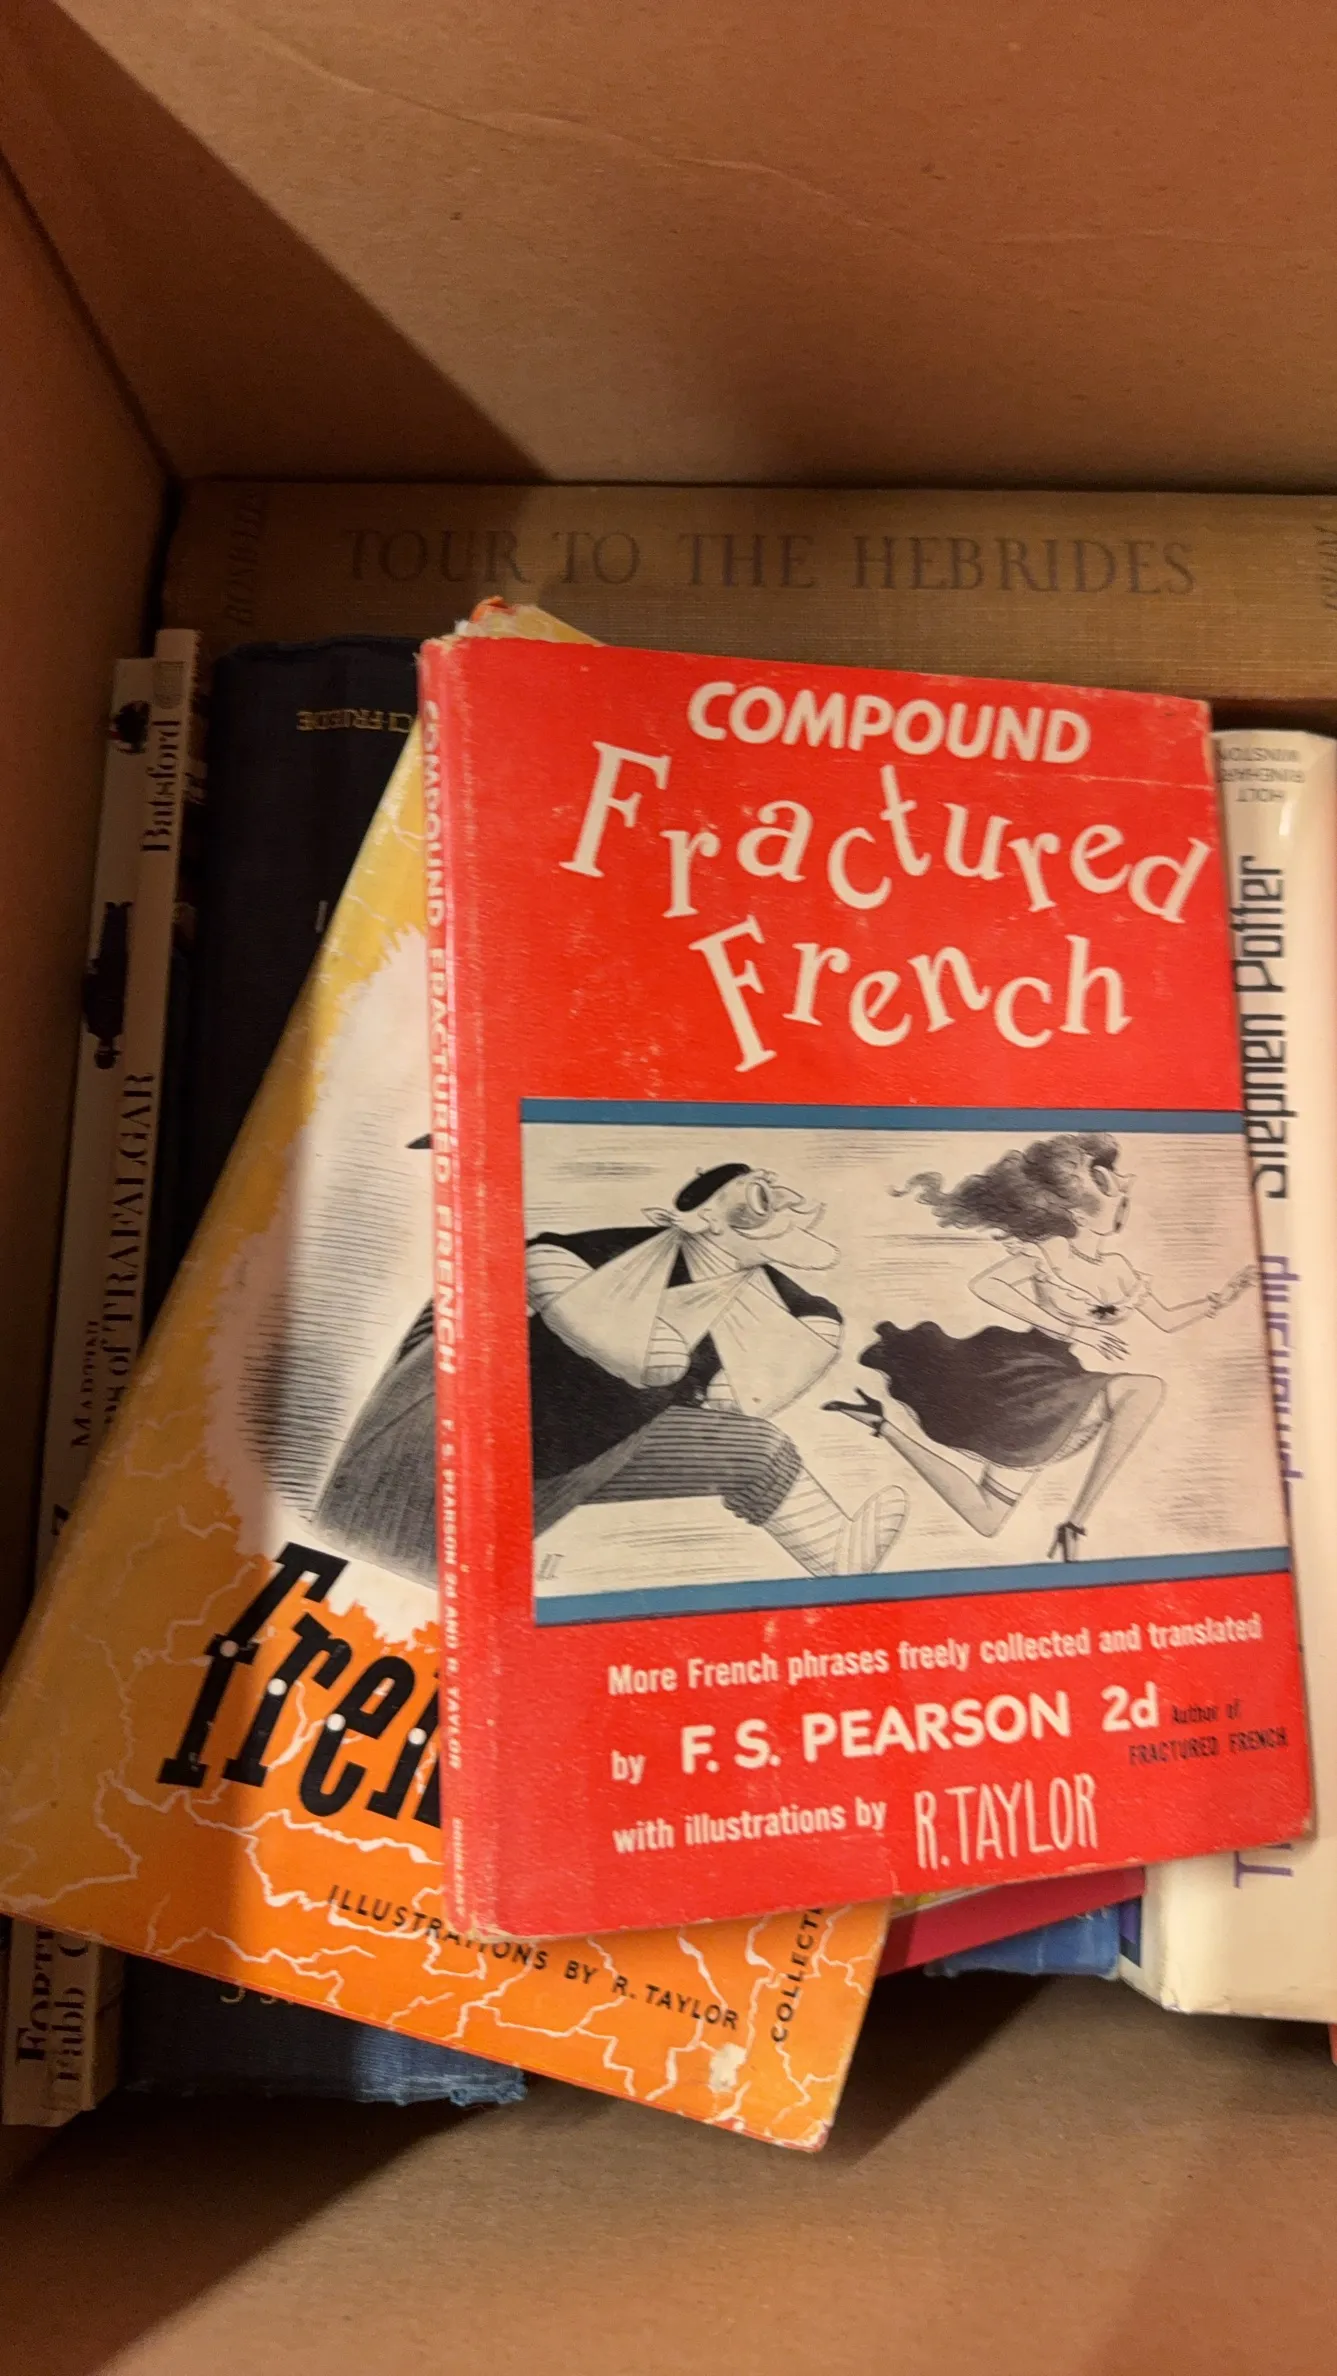 TOUR TO THE HEBRIDES
COMPOUND
Fractured
French
More French phrases freely collected and translated
by F. S. PEARSON 2d Author of
FRACTURED FRENCH
with illustrations by R. TAYLOR
COMPOUND FRACTURED FRENCH F. S. PEARSON 2d AND R. TAYLOR
ILLUSTRATIONS BY R. TAYLOR
Batsford
of TRAFALGAR
HOLT
RINEHART
WINSTON
Stephen Potter